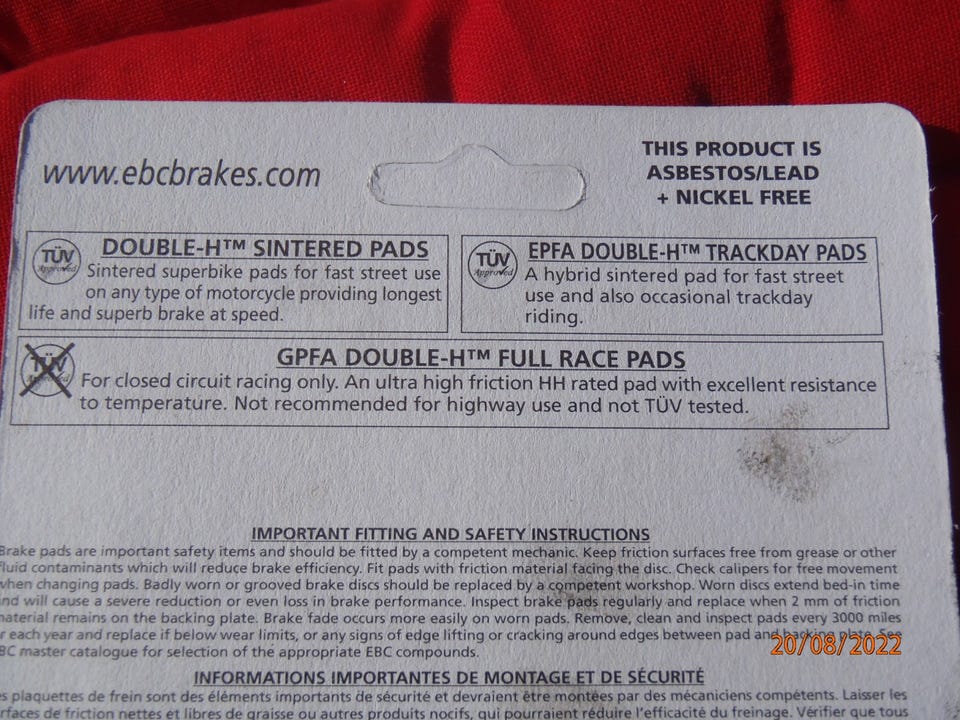 www.ebcbrakes.com
THIS PRODUCT IS
ASBESTOS/LEAD
+ NICKEL FREE
TÜV
Approved
DOUBLE-H™ SINTERED PADS
Sintered superbike pads for fast street use
on any type of motorcycle providing longest
life and superb brake at speed.
TÜV
Approved
EPFA DOUBLE-H™ TRACKDAY PADS
A hybrid sintered pad for fast street
use and also occasional trackday
riding.
TÜV
Approved
GPFA DOUBLE-H™ FULL RACE PADS
For closed circuit racing only. An ultra high friction HH rated pad with excellent resistance
to temperature. Not recommended for highway use and not TÜV tested.
IMPORTANT FITTING AND SAFETY INSTRUCTIONS
Brake pads are important safety items and should be fitted by a competent mechanic. Keep friction surfaces free from grease or other
fluid contaminants which will reduce brake efficiency. Fit pads with friction material facing the disc. Check calipers for free movement
when changing pads. Badly worn or grooved brake discs should be replaced by a competent workshop. Worn discs extend bed-in time
and will cause a severe reduction or even loss in brake performance. Inspect brake pads regularly and replace when 2 mm of friction
material remains on the backing plate. Brake fade occurs more easily on worn pads. Remove, clean and inspect pads every 3000 miles
r each year and replace if below wear limits, or any signs of edge lifting or cracking around edges between pad and backing plate see
BC master catalogue for selection of the appropriate EBC compounds.
20/08/2022
INFORMATIONS IMPORTANTES DE MONTAGE ET DE SÉCURITÉ
es plaquettes de frein sont des éléments importants de sécurité et devraient être montées par des mécaniciens compétents. Laisser les
rfaces de friction nettes et libres de graisse ou autres produits nocifs, qui pourraient réduire l'efficacité du freinage. Vérifier que tous